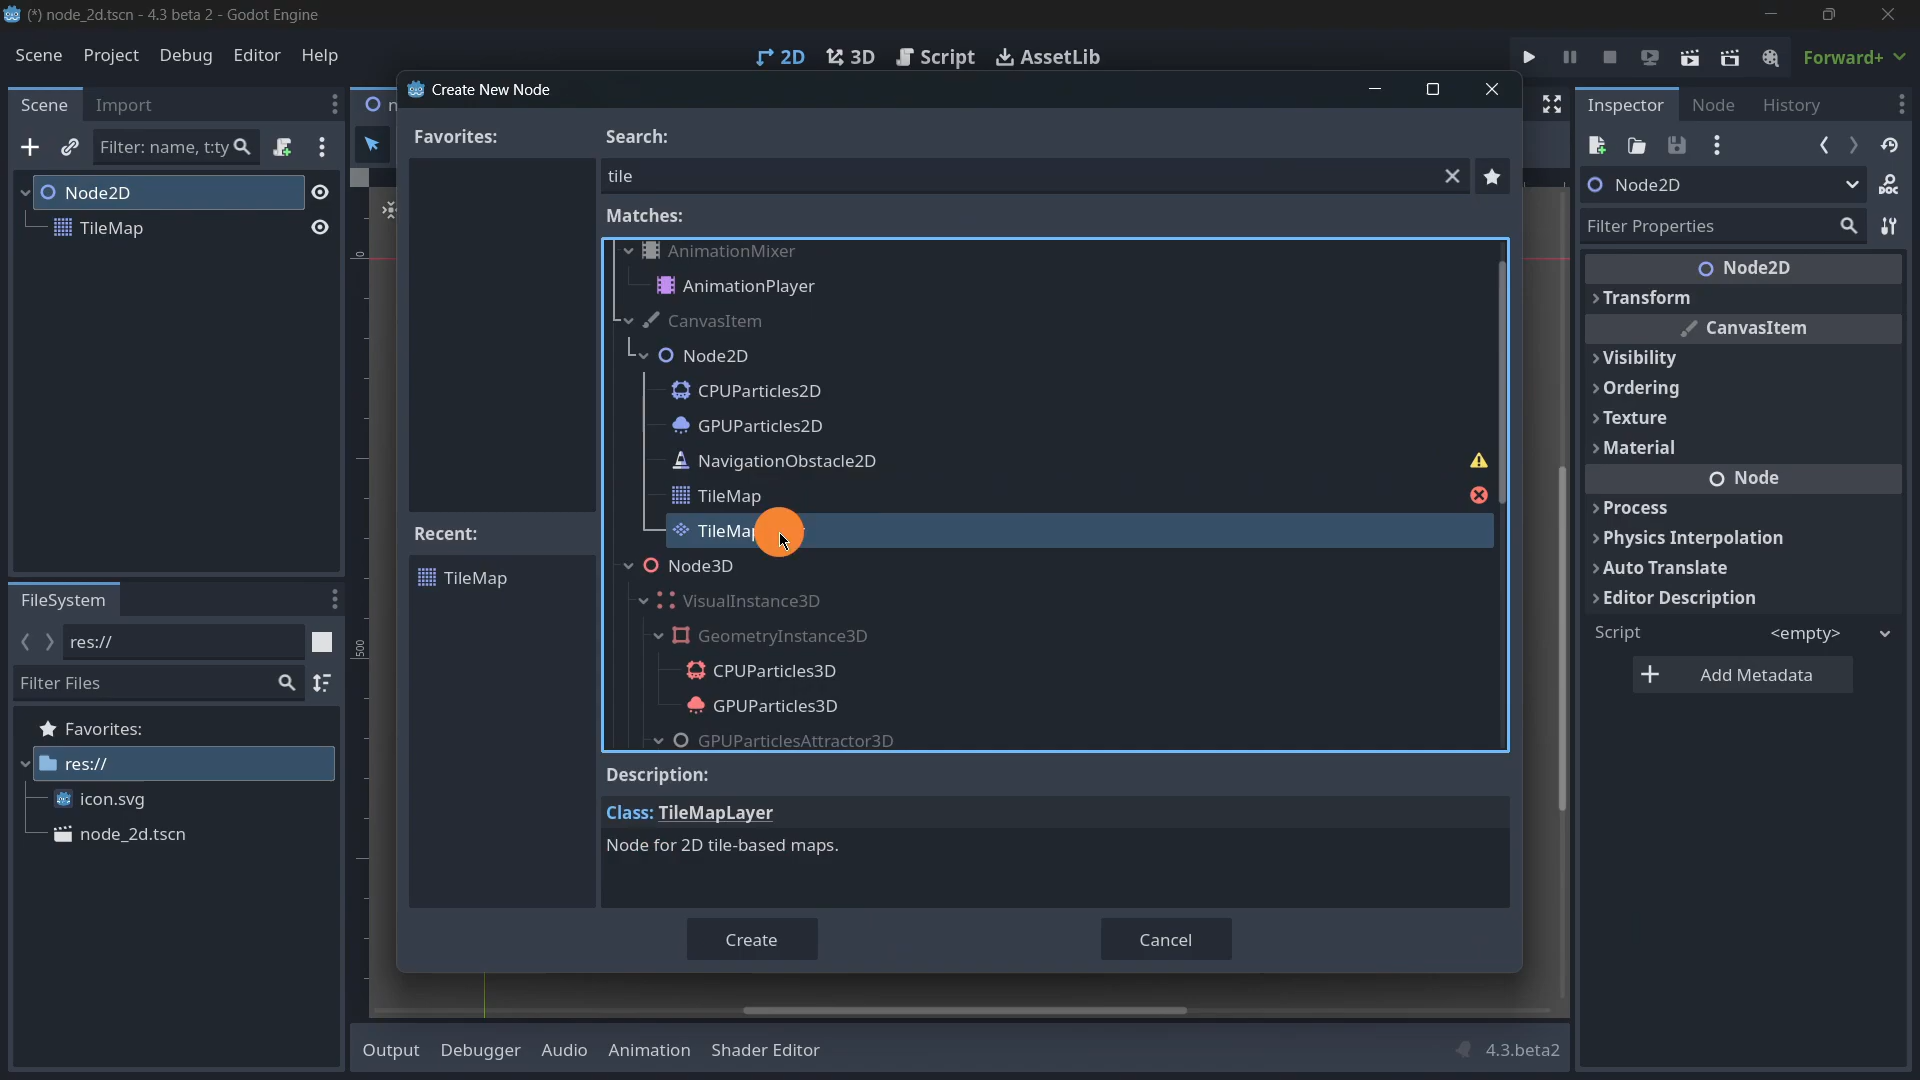 (*) node_2d.tscn - 4.3 beta 2 - Godot Engine
Scene Project Debug Editor Help
2D 3D Script AssetLib
Forward+
Scene Import
Filter: name, t:ty
Node2D
TileMap
FileSystem
res://
Filter Files
Favorites:
res://
icon.svg
node_2d.tscn
0
500
Create New Node
Favorites:
Recent:
TileMap
Search:
tile
Matches:
AnimationMixer
AnimationPlayer
CanvasItem
Node2D
CPUParticles2D
GPUParticles2D
NavigationObstacle2D
TileMap
Node3D
VisualInstance3D
GeometryInstance3D
CPUParticles3D
GPUParticles3D
GPUParticlesAttractor3D
Description:
Class: TileMapLayer
Node for 2D tile-based maps.
Create Cancel
Output Debugger Audio Animation Shader Editor 4.3.beta2
Inspector Node History
Node2D
Filter Properties
Node2D
Transform
CanvasItem
Visibility
Ordering
Texture
Material
Node
Process
Physics Interpolation
Auto Translate
Editor Description
Script <empty>
Add Metadata